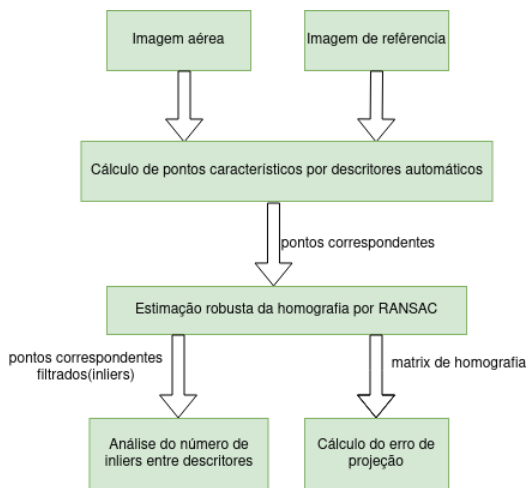 Imagem aérea
Imagem de refêrencia
Cálculo de pontos característicos por descritores automáticos
pontos correspondentes
Estimação robusta da homografia por RANSAC
pontos correspondentes
filtrados(inliers)
matrix de homografia
Análise do número de
inliers entre descritores
Cálculo do erro de
projeção